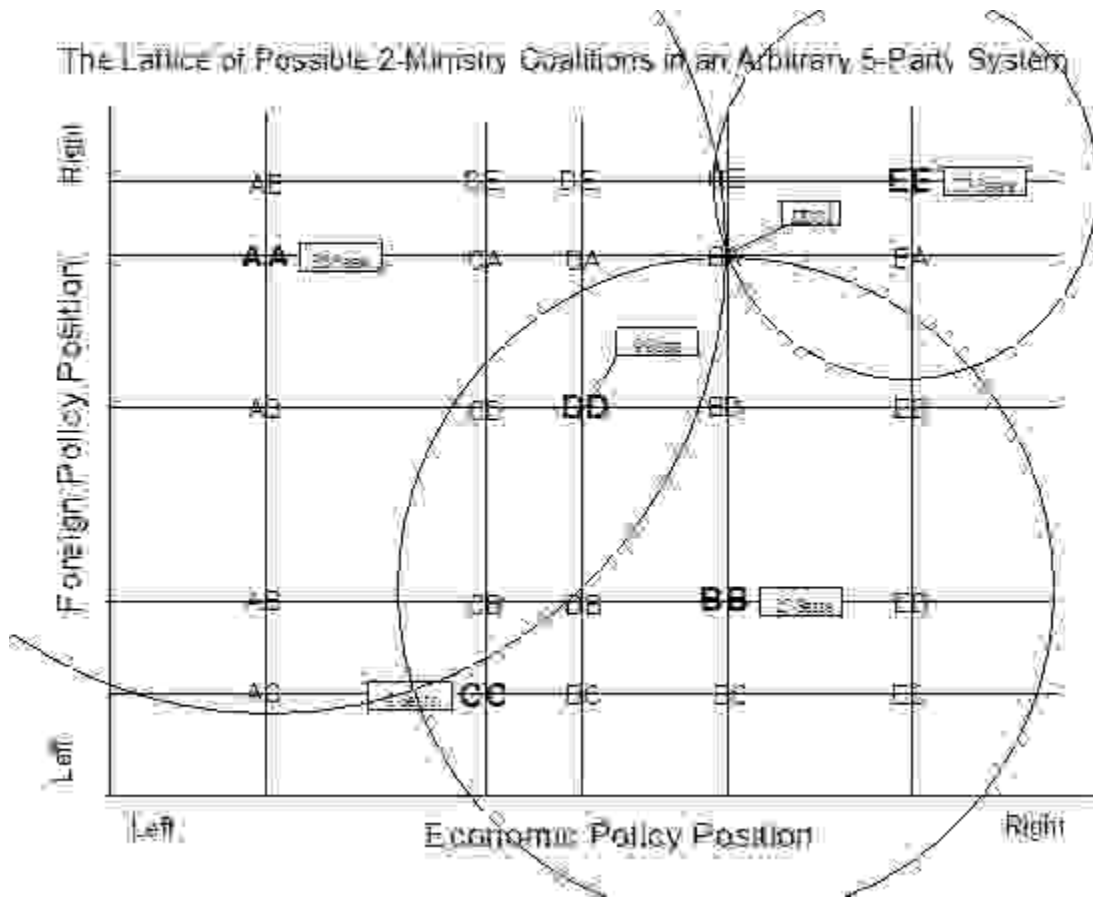 The Lattice of Possible 2-Ministry Coalitions in an Arbitrary 5-Party System
Right
Foreign Policy Position
Left
AE CE DE BE EE
AA CA DA BA EA
AD CD DD BD ED
AB CB DB BB EB
AC CC DC BC EC
Left
Economic Policy Position
Right